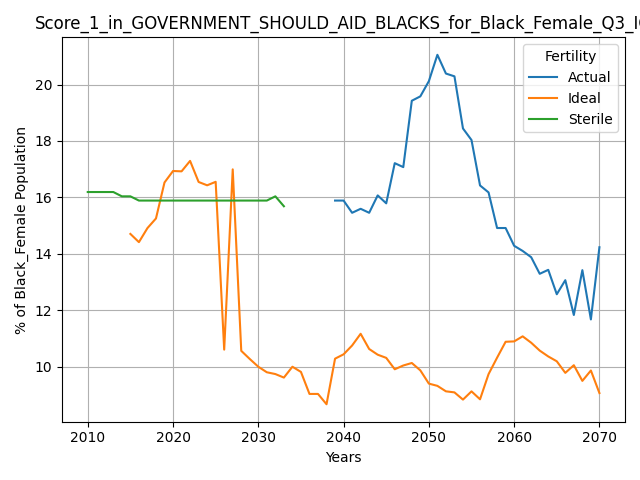 Score_1_in_GOVERNMENT_SHOULD_AID_BLACKS_for_Black_Female_Q3_I
Fertility
Actual
Ideal
Sterile
% of Black_Female Population
20
18
16
14
12
10
2010 2020 2030 2040 2050 2060 2070
Years